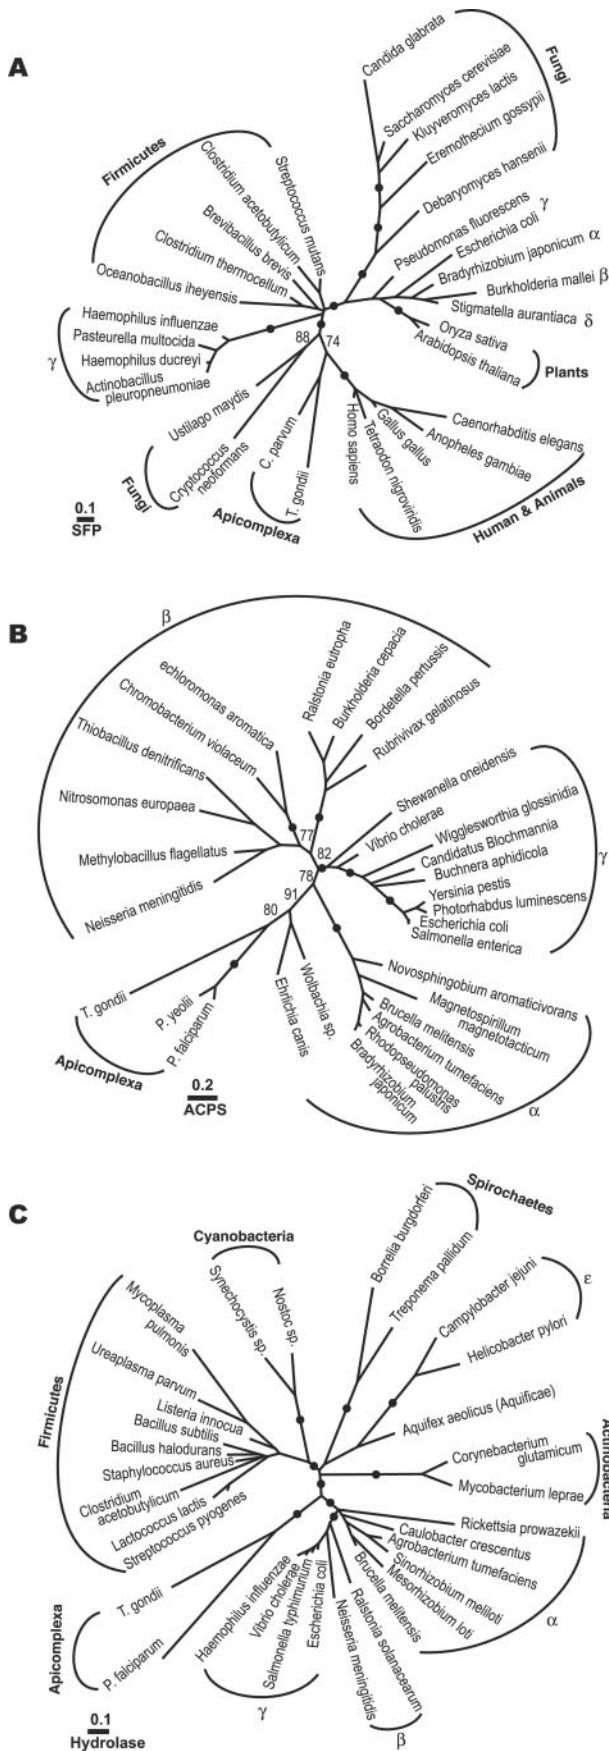 A
Candida glabrata
Saccharomyces cerevisiae
Kluyveromyces lactis
Eremothecium gossypii
Debaryomyces hansenii
Fungi
Pseudomonas fluorescens γ
Escherichia coli
Bradyrhizobium japonicum α
Burkholderia mallei β
Stigmatella aurantiaca δ
Oryza sativa
Arabidopsis thaliana
Plants
Firmicutes
Streptococcus mutans
Clostridium acetobutylicum
Brevibacillus brevis
Clostridium thermocellum
Oceanobacillus iheyensis
γ
Haemophilus influenzae
Pasteurella multocida
Haemophilus ducreyi
Actinobacillus
pleuropneumoniae
88
74
Ustilago maydis
Cryptococcus
neoformans
Fungi
C. parvum
T. gondii
Apicomplexa
Homo sapiens
Tetraodon nigroviridis
Gallus gallus
Anopheles gambiae
Caenorhabditis elegans
Human & Animals
0.1
SFP
B
β
echloromonas aromatica
Chromobacterium violaceum
Thiobacillus denitrificans
Nitrosomonas europaea
Methylobacillus flagellatus
Neisseria meningitidis
Ralstonia eutropha
Burkholderia cepacia
Bordetella pertussis
Rubrivivax gelatinosus
Shewanella oneidensis
Vibrio cholerae
Wigglesworthia glossinidia
Candidatus Blochmannia
Buchnera aphidicola
Yersinia pestis
Photorhabdus luminescens
Escherichia coli
Salmonella enterica
γ
77
82
78
91
80
T. gondii
P. yeolii
P. falciparum
Apicomplexa
Ehrlichia canis
Wolbachia sp.
Novosphingobium aromaticivorans
Magnetospirillum
magnetotacticum
Brucella melitensis
Agrobacterium tumefaciens
Rhodopseudomonas
palustris
Bradyrhizobium
japonicum
α
0.2
ACPS
C
Spirochaetes
Borrelia burgdorferi
Treponema pallidum
Cyanobacteria
Synechocystis sp.
Nostoc sp.
Campylobacter jejuni
Helicobacter pylori
ε
Aquifex aeolicus (Aquificae)
Corynebacterium
glutamicum
Mycobacterium leprae
Actinobacteria
Firmicutes
Mycoplasma
pulmonis
Ureaplasma parvum
Listeria innocua
Bacillus subtilis
Bacillus halodurans
Staphylococcus aureus
Clostridium
acetobutylicum
Lactococcus lactis
Streptococcus pyogenes
Rickettsia prowazekii
Caulobacter crescentus
Agrobacterium tumefaciens
Sinorhizobium meliloti
Mesorhizobium loti
Brucella melitensis
α
Apicomplexa
T. gondii
P. falciparum
Haemophilus influenzae
Vibrio cholerae
Salmonella typhimurium
Escherichia coli
γ
Neisseria meningitidis
Ralstonia solanacearum
β
0.1
Hydrolase